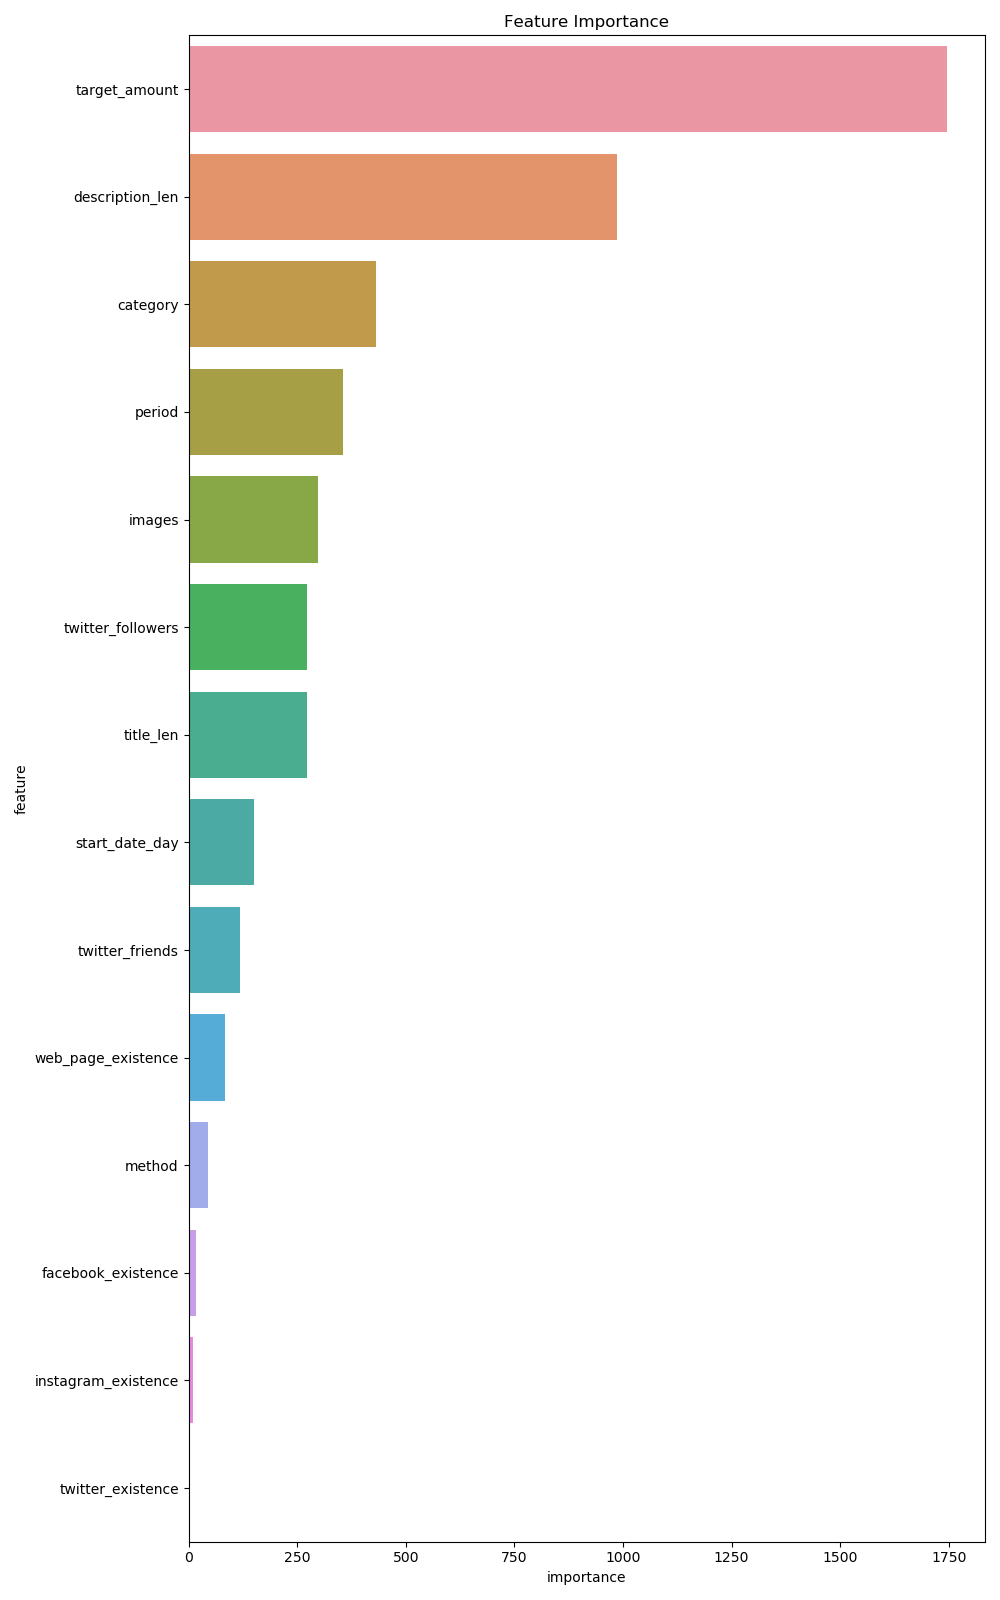 Feature Importance
target_amount
description_len
category
period
images
twitter_followers
title_len
start_date_day
twitter_friends
web_page_existence
method
facebook_existence
instagram_existence
twitter_existence
feature
0 250 500 750 1000 1250 1500 1750
importance